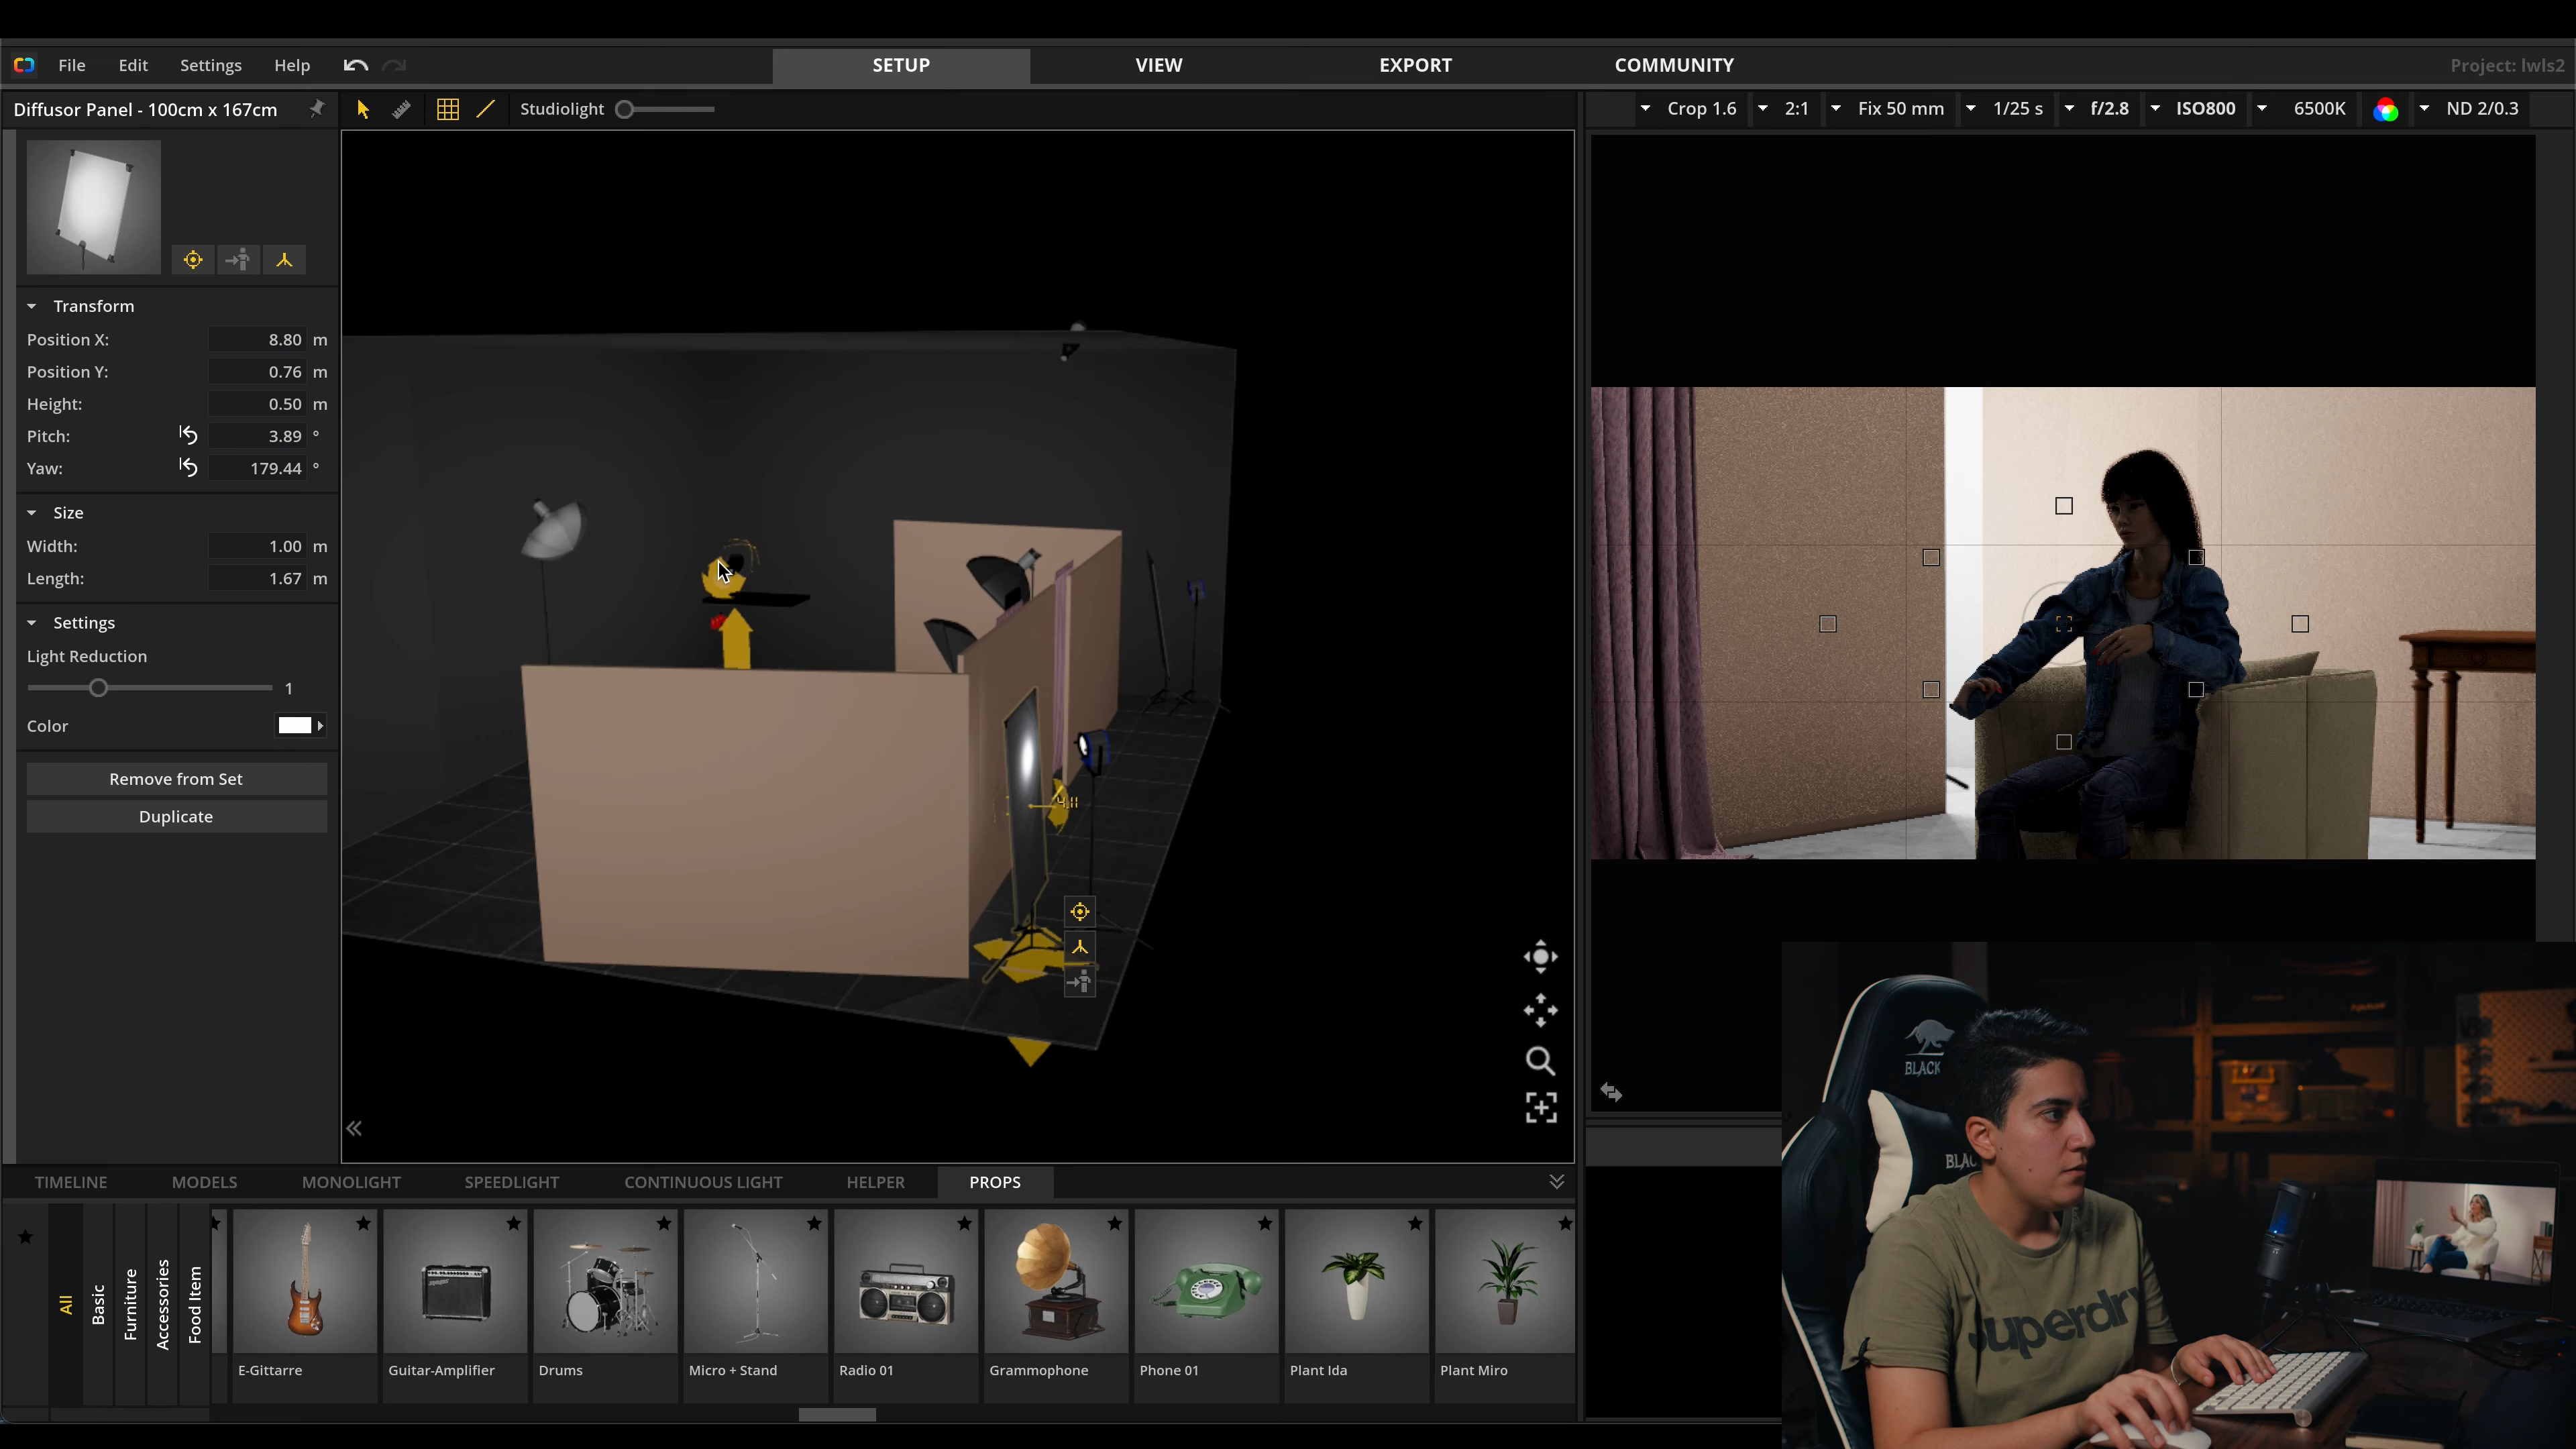 File Edit Settings Help SETUP VIEW EXPORT COMMUNITY Project: lwls2
Diffusor Panel - 100cm x 167cm Studiolight Crop 1.6 2:1 Fix 50 mm 1/25 s f/2.8 ISO800 6500K ND 2/0.3
Transform
Position X: 8.80 m
Position Y: 0.76 m
Height: 0.50 m
Pitch: 3.89 °
Yaw: 179.44 °
Size
Width: 1.00 m
Length: 1.67 m
Settings
Light Reduction
1
Color
Remove from Set
Duplicate
BLACK
TIMELINE MODELS MONOLIGHT SPEEDLIGHT CONTINUOUS LIGHT HELPER PROPS
All
Basic
Furniture
Accessories
Food Item
E-Gittarre Guitar-Amplifier Drums Micro + Stand Radio 01 Grammophone Phone 01 Plant Ida Plant Miro
superdry